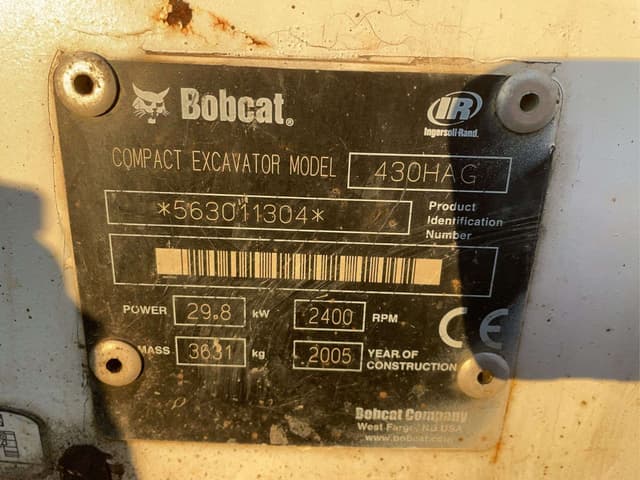 Bobcat®
IR
Ingersoll-Rand®
COMPACT EXCAVATOR MODEL 430HAG
*563011304* Product
Identification
Number
POWER 29.8 kW 2400 RPM
MASS 3631 kg 2005 YEAR OF
CONSTRUCTION
CE
Bobcat Company
West Fargo, ND USA
www.bobcat.com